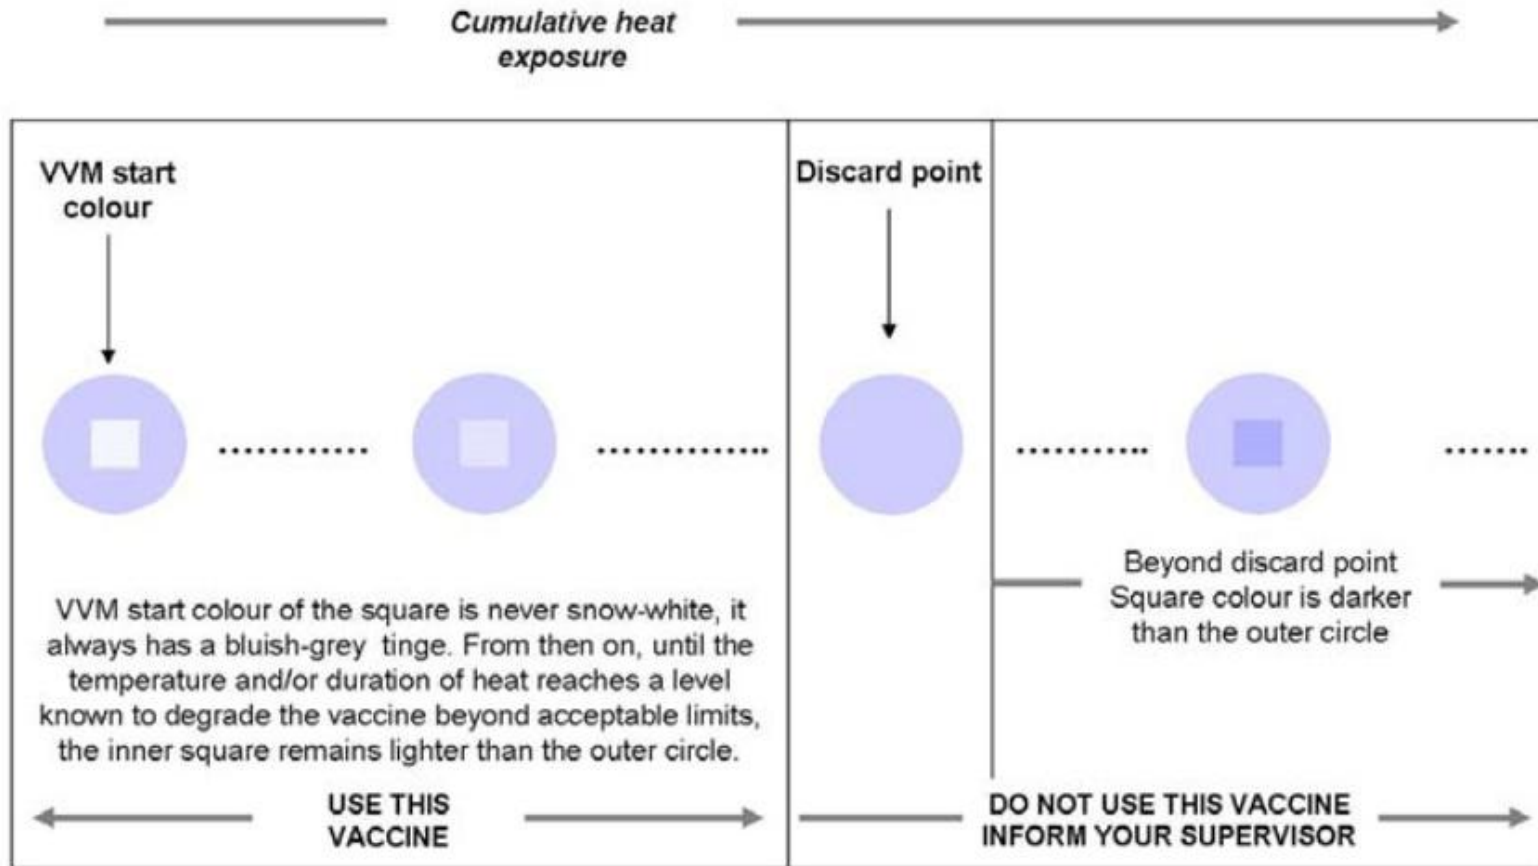 Cumulative heat
exposure
VVM start
colour
Discard point
Beyond discard point
Square colour is darker
than the outer circle
VVM start colour of the square is never snow-white, it
always has a bluish-grey tinge. From then on, until the
temperature and/or duration of heat reaches a level
known to degrade the vaccine beyond acceptable limits,
the inner square remains lighter than the outer circle.
USE THIS
VACCINE
DO NOT USE THIS VACCINE
INFORM YOUR SUPERVISOR